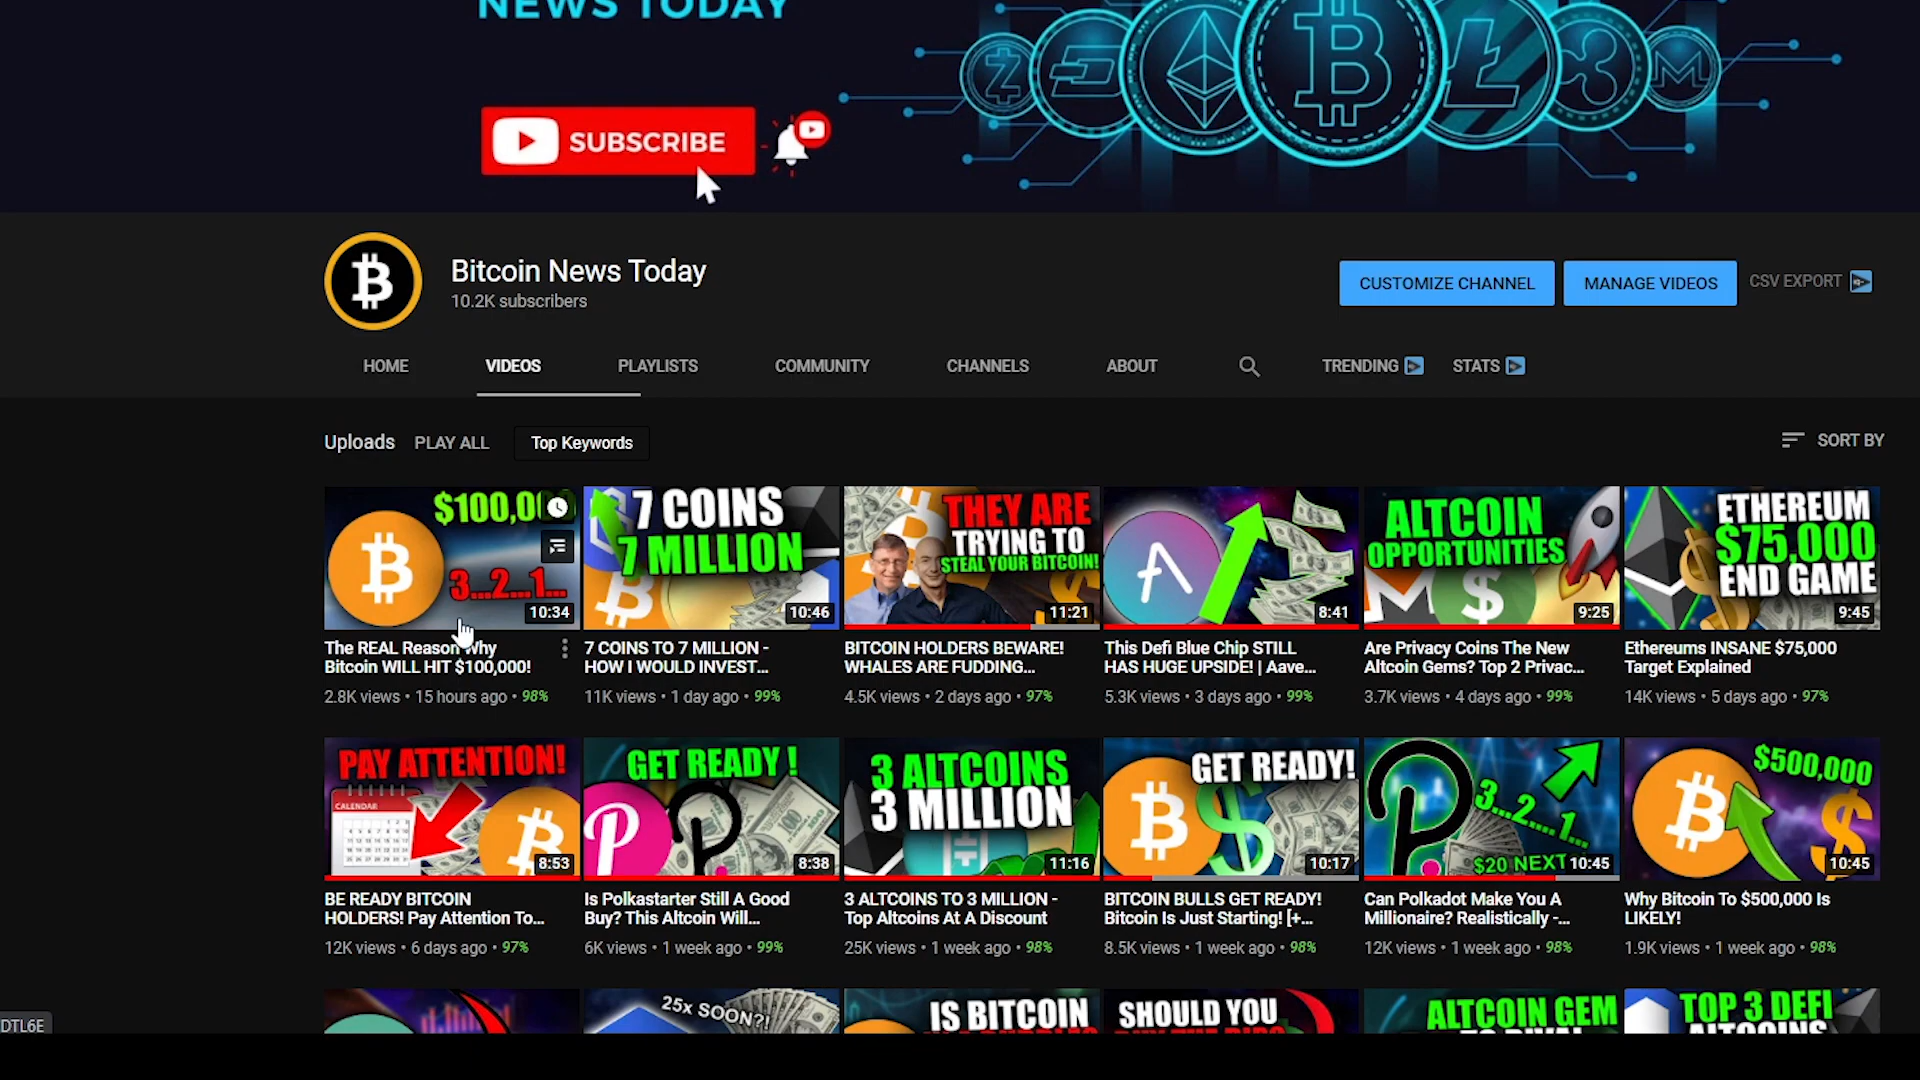 NEWS TODAY
SUBSCRIBE
Bitcoin News Today
10.2K subscribers
CUSTOMIZE CHANNEL
MANAGE VIDEOS
CSV EXPORT
HOME
VIDEOS
PLAYLISTS
COMMUNITY
CHANNELS
ABOUT
TRENDING
STATS
Uploads
PLAY ALL
Top Keywords
SORT BY
3...2...1...
10:34
7 COINS
7 MILLION
10:46
THEY ARE
TRYING TO
STEAL YOUR BITCOIN!
11:21
8:41
ALTCOIN
OPPORTUNITIES
9:25
ETHEREUM
$75,000
END GAME
9:45
The REAL Reason Why
Bitcoin WILL HIT $100,000!
2.8K views • 15 hours ago • 98%
7 COINS TO 7 MILLION -
HOW I WOULD INVEST...
11K views • 1 day ago • 99%
BITCOIN HOLDERS BEWARE!
WHALES ARE FUDDING...
4.5K views • 2 days ago • 97%
This Defi Blue Chip STILL
HAS HUGE UPSIDE! | Aave...
5.3K views • 3 days ago • 99%
Are Privacy Coins The New
Altcoin Gems? Top 2 Privac...
3.7K views • 4 days ago • 99%
Ethereums INSANE $75,000
Target Explained
14K views • 5 days ago • 97%
PAY ATTENTION!
CALENDAR
8:53
GET READY !
8:38
3 ALTCOINS
3 MILLION
11:16
GET READY!
10:17
3...2....1...
$20 NEXT
10:45
$500,000
10:45
BE READY BITCOIN
HOLDERS! Pay Attention To...
12K views • 6 days ago • 97%
Is Polkastarter Still A Good
Buy? This Altcoin Will...
6K views • 1 week ago • 99%
3 ALTCOINS TO 3 MILLION -
Top Altcoins At A Discount
25K views • 1 week ago • 98%
BITCOIN BULLS GET READY!
Bitcoin Is Just Starting! [+...
8.5K views • 1 week ago • 98%
Can Polkadot Make You A
Millionaire? Realistically -...
12K views • 1 week ago • 98%
Why Bitcoin To $500,000 Is
LIKELY!
1.9K views • 1 week ago • 98%
25x SOON?!
IS BITCOIN
SHOULD YOU
ALTCOIN GEM
TOP 3 DEFI
ALTCOINS
DTL6E